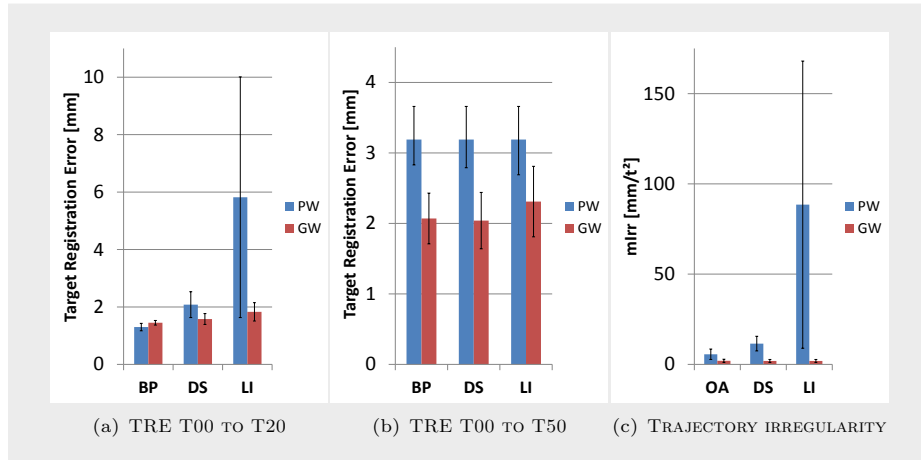 Target Registration Error [mm]
10
8
6
4
2
0
BP DS LI
PW
GW
(a) TRE T00 TO T20
Target Registration Error [mm]
4
3
2
1
0
BP DS LI
PW
GW
(b) TRE T00 TO T50
mIrr [mm/t²]
150
100
50
0
OA DS LI
PW
GW
(c) TRAJECTORY IRREGULARITY